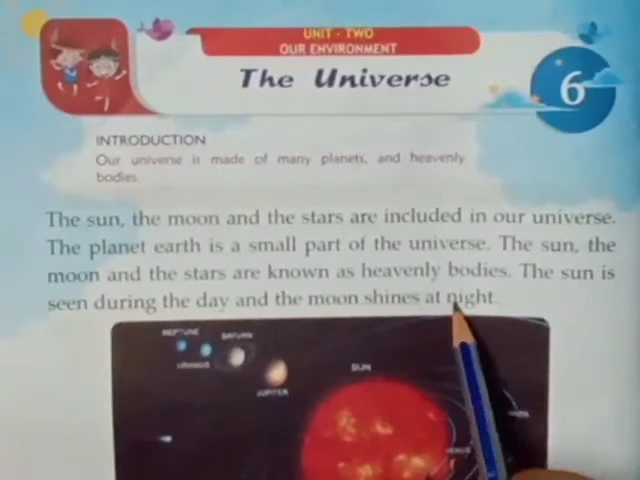 UNIT - TWO
OUR ENVIRONMENT
The Universe
6
INTRODUCTION
Our universe is made of many planets, and heavenly
bodies.
The sun, the moon and the stars are included in our universe.
The planet earth is a small part of the universe. The sun, the
moon and the stars are known as heavenly bodies. The sun is
seen during the day and the moon shines at night.
NEPTUNE
SATURN
URANUS
SUN
JUPITER